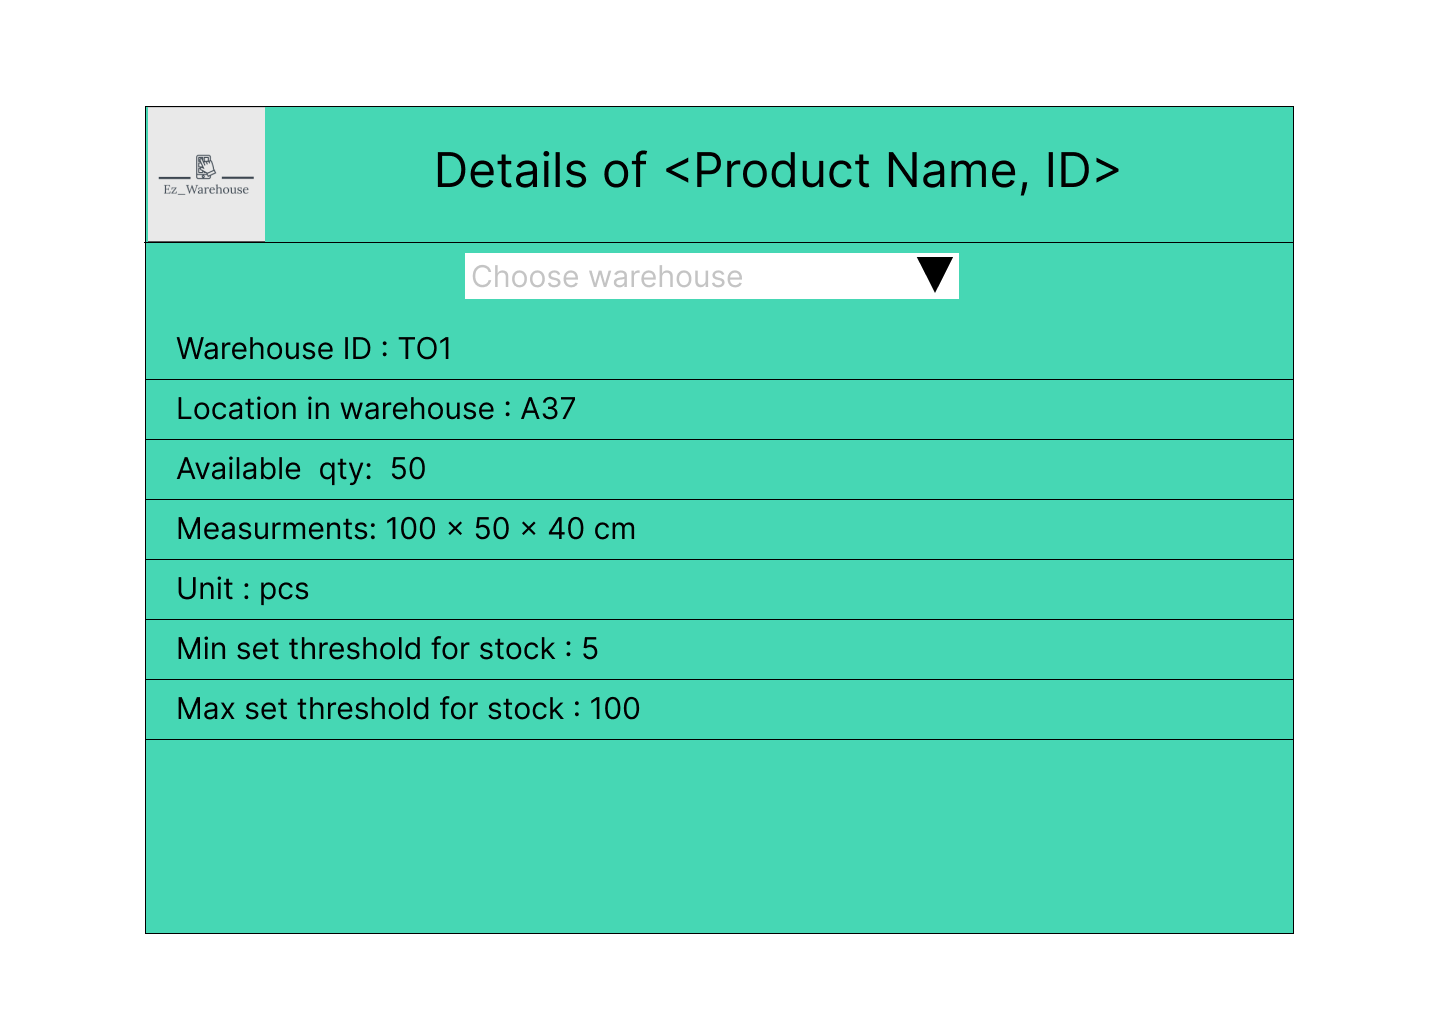 Ez_Warehouse
Details of <Product Name, ID>
Choose warehouse
Warehouse ID : TO1
Location in warehouse : A37
Available  qty:  50
Measurments: 100 × 50 × 40 cm
Unit : pcs
Min set threshold for stock : 5
Max set threshold for stock : 100